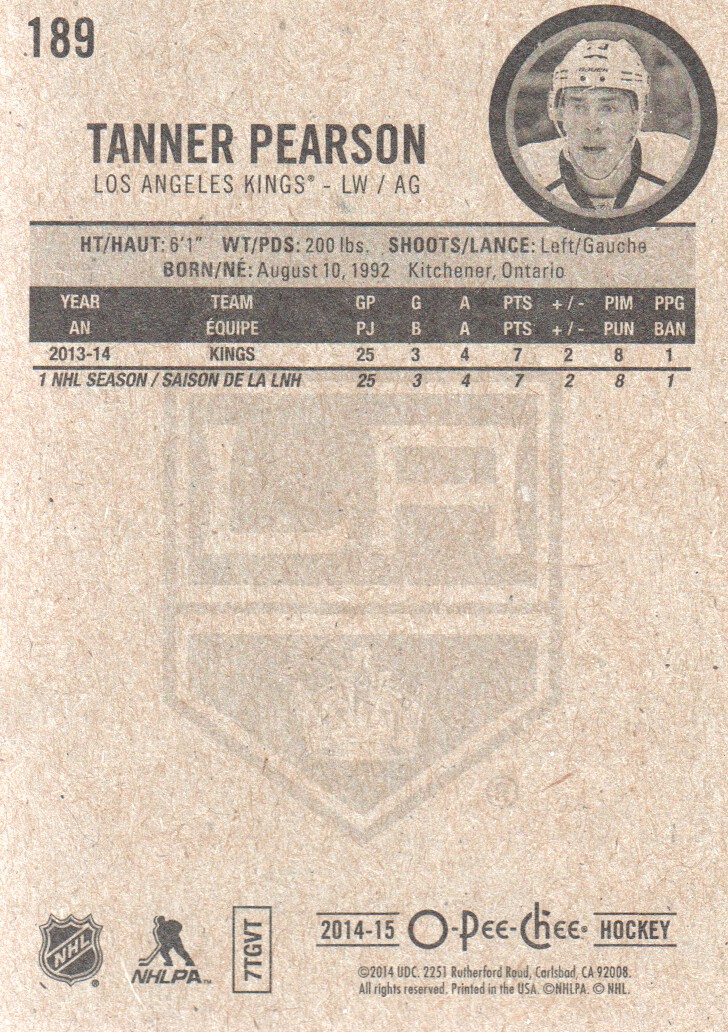 189
TANNER PEARSON
LOS ANGELES KINGS® - LW / AG
HT/HAUT: 6'1" WT/PDS: 200 lbs. SHOOTS/LANCE: Left/Gauche
BORN/NÉ: August 10, 1992 Kitchener, Ontario
YEAR TEAM GP G A PTS +/- PIM PPG
AN ÉQUIPE PJ B A PTS +/- PUN BAN
2013-14 KINGS 25 3 4 7 2 8 1
1 NHL SEASON / SAISON DE LA LNH 25 3 4 7 2 8 1
LA
®
NHL ®
NHLPA™
7TGVT
2014-15 O-Pee-Chee® HOCKEY
©2014 UDC. 2251 Rutherford Road, Carlsbad, CA 92008.
All rights reserved. Printed in the USA. ©NHLPA. © NHL.